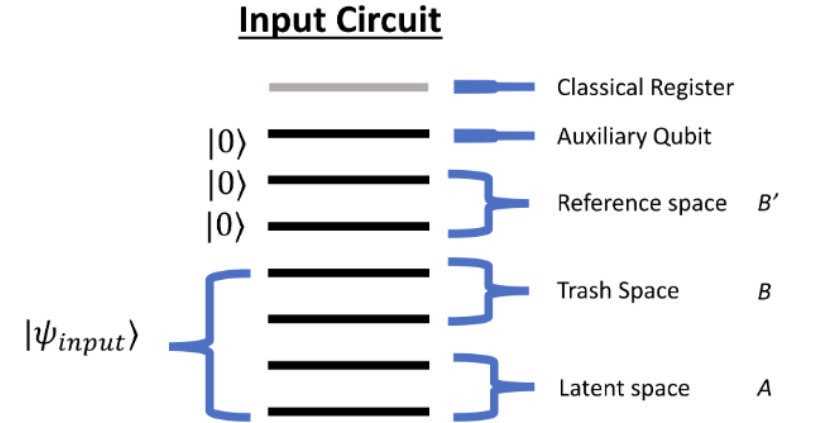 Input Circuit
Classical Register
|0⟩ Auxiliary Qubit
|0⟩
Reference space B′
|0⟩
Trash Space B
|ψ_input⟩
Latent space A